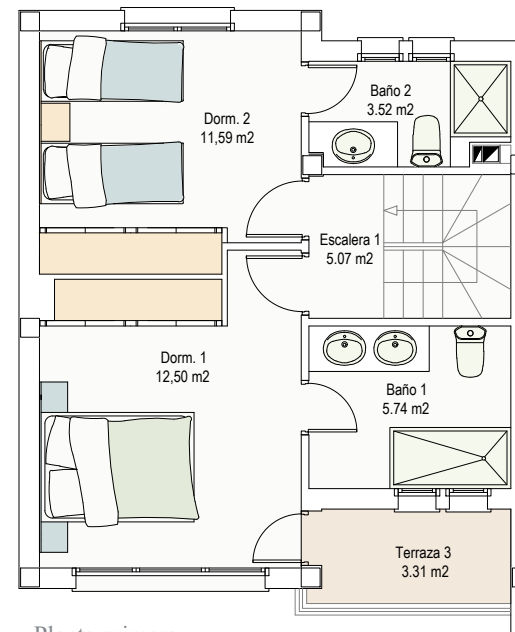 Dorm. 2
11,59 m2
Baño 2
3.52 m2
Escalera 1
5.07 m2
Dorm. 1
12,50 m2
Baño 1
5.74 m2
Terraza 3
3.31 m2